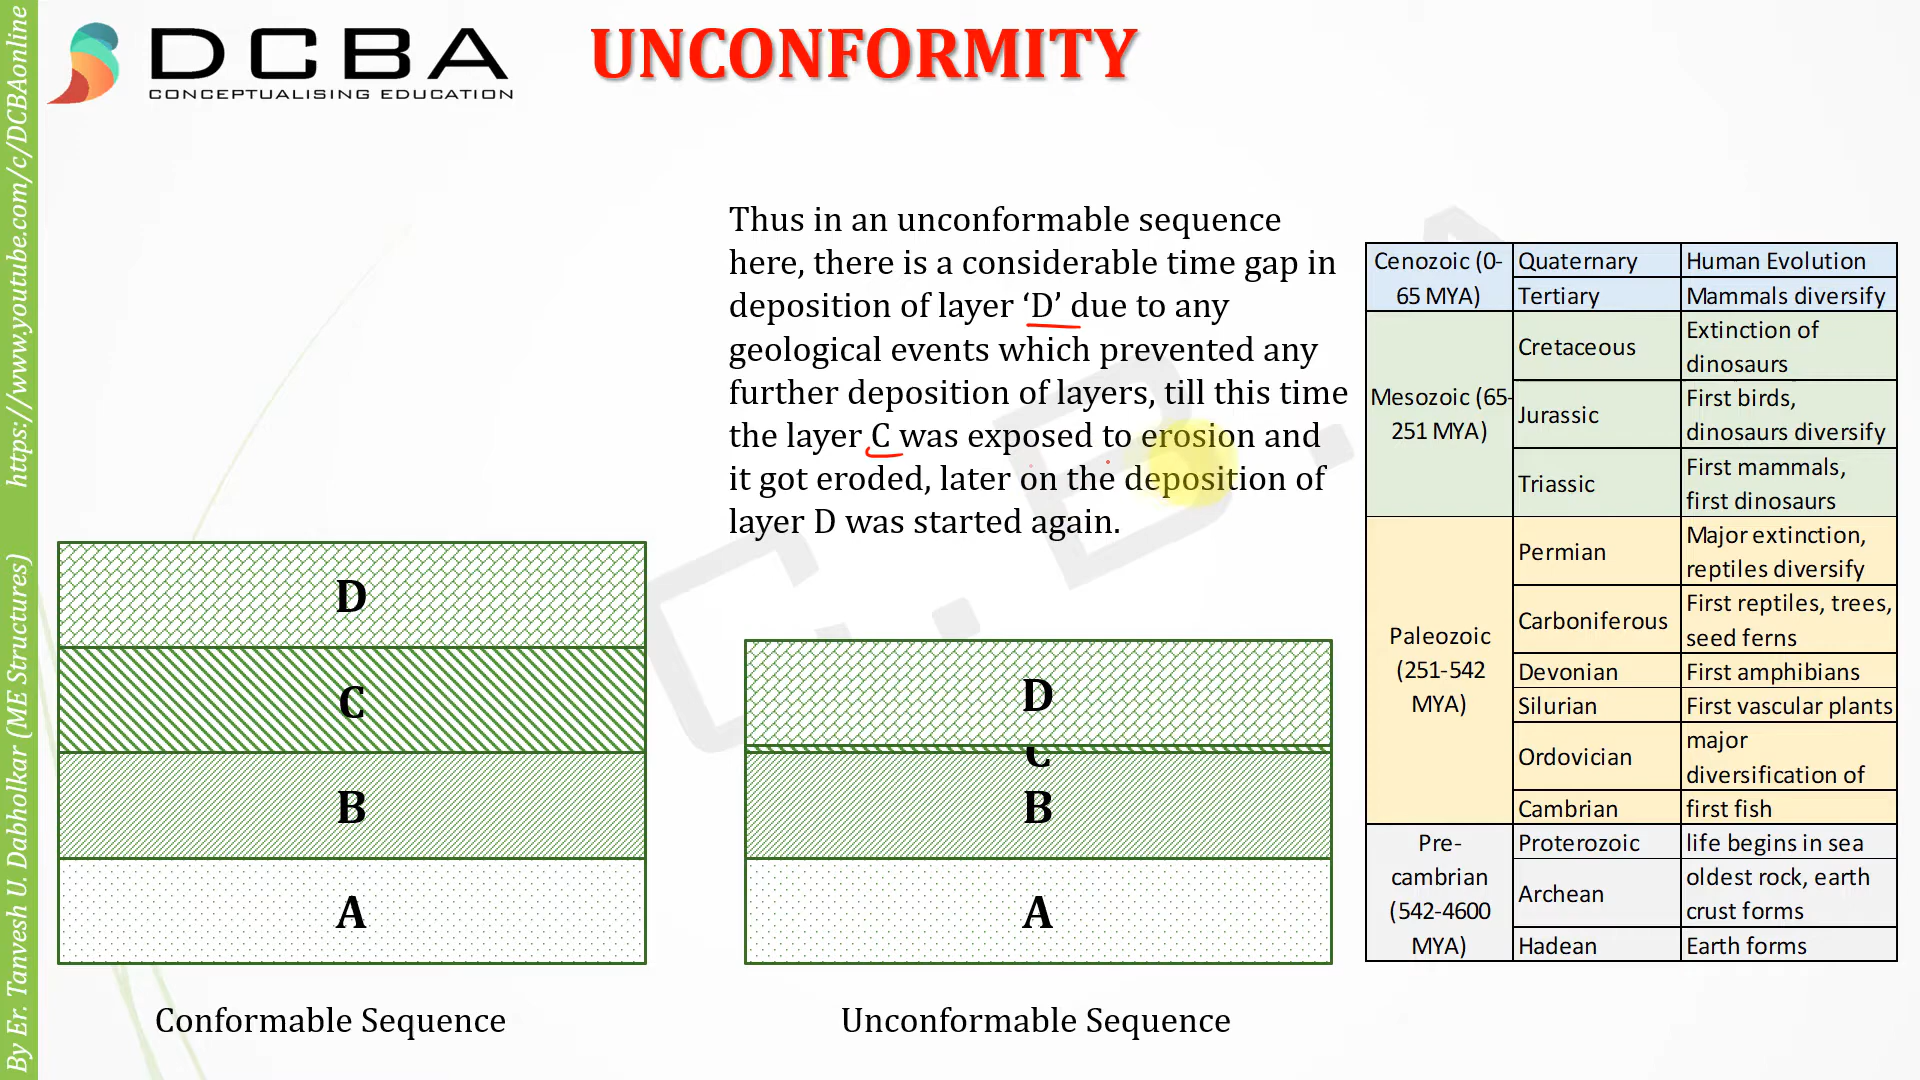 https://www.youtube.com/c/DCBAonline
By Er. Tanvesh U. Dabholkar (ME Structures)
DCBA
CONCEPTUALISING EDUCATION
UNCONFORMITY
Thus in an unconformable sequence
here, there is a considerable time gap in
deposition of layer ‘D’ due to any
geological events which prevented any
further deposition of layers, till this time
the layer C was exposed to erosion and
it got eroded, later on the deposition of
layer D was started again.
D
C
B
A
Conformable Sequence
D
C
B
A
Unconformable Sequence
Cenozoic (0-
65 MYA)
Quaternary
Human Evolution
Tertiary
Mammals diversify
Mesozoic (65-
251 MYA)
Cretaceous
Extinction of
dinosaurs
Jurassic
First birds,
dinosaurs diversify
Triassic
First mammals,
first dinosaurs
Paleozoic
(251-542
MYA)
Permian
Major extinction,
reptiles diversify
Carboniferous
First reptiles, trees,
seed ferns
Devonian
First amphibians
Silurian
First vascular plants
Ordovician
major
diversification of
Cambrian
first fish
Pre-
cambrian
(542-4600
MYA)
Proterozoic
life begins in sea
Archean
oldest rock, earth
crust forms
Hadean
Earth forms
C.B.A